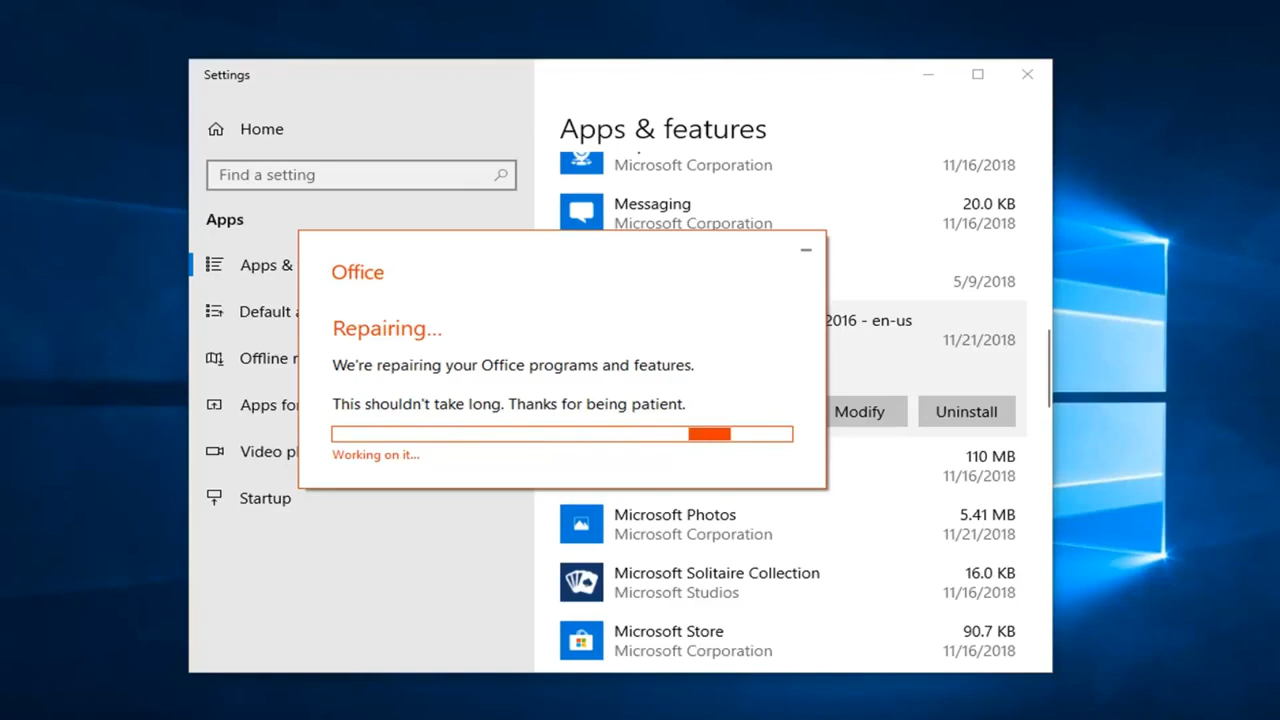 Settings
Home
Find a setting
Apps
Apps &
Default
Offline
Apps for
Video
Startup
Apps & features
Microsoft Corporation 11/16/2018
Messaging 20.0 KB
Microsoft Corporation 11/16/2018
5/9/2018
2016 - en-us
11/21/2018
Modify Uninstall
110 MB
11/16/2018
Microsoft Photos 5.41 MB
Microsoft Corporation 11/21/2018
Microsoft Solitaire Collection 16.0 KB
Microsoft Studios 11/16/2018
Microsoft Store 90.7 KB
Microsoft Corporation 11/16/2018
Office
Repairing...
We're repairing your Office programs and features.
This shouldn't take long. Thanks for being patient.
Working on it...